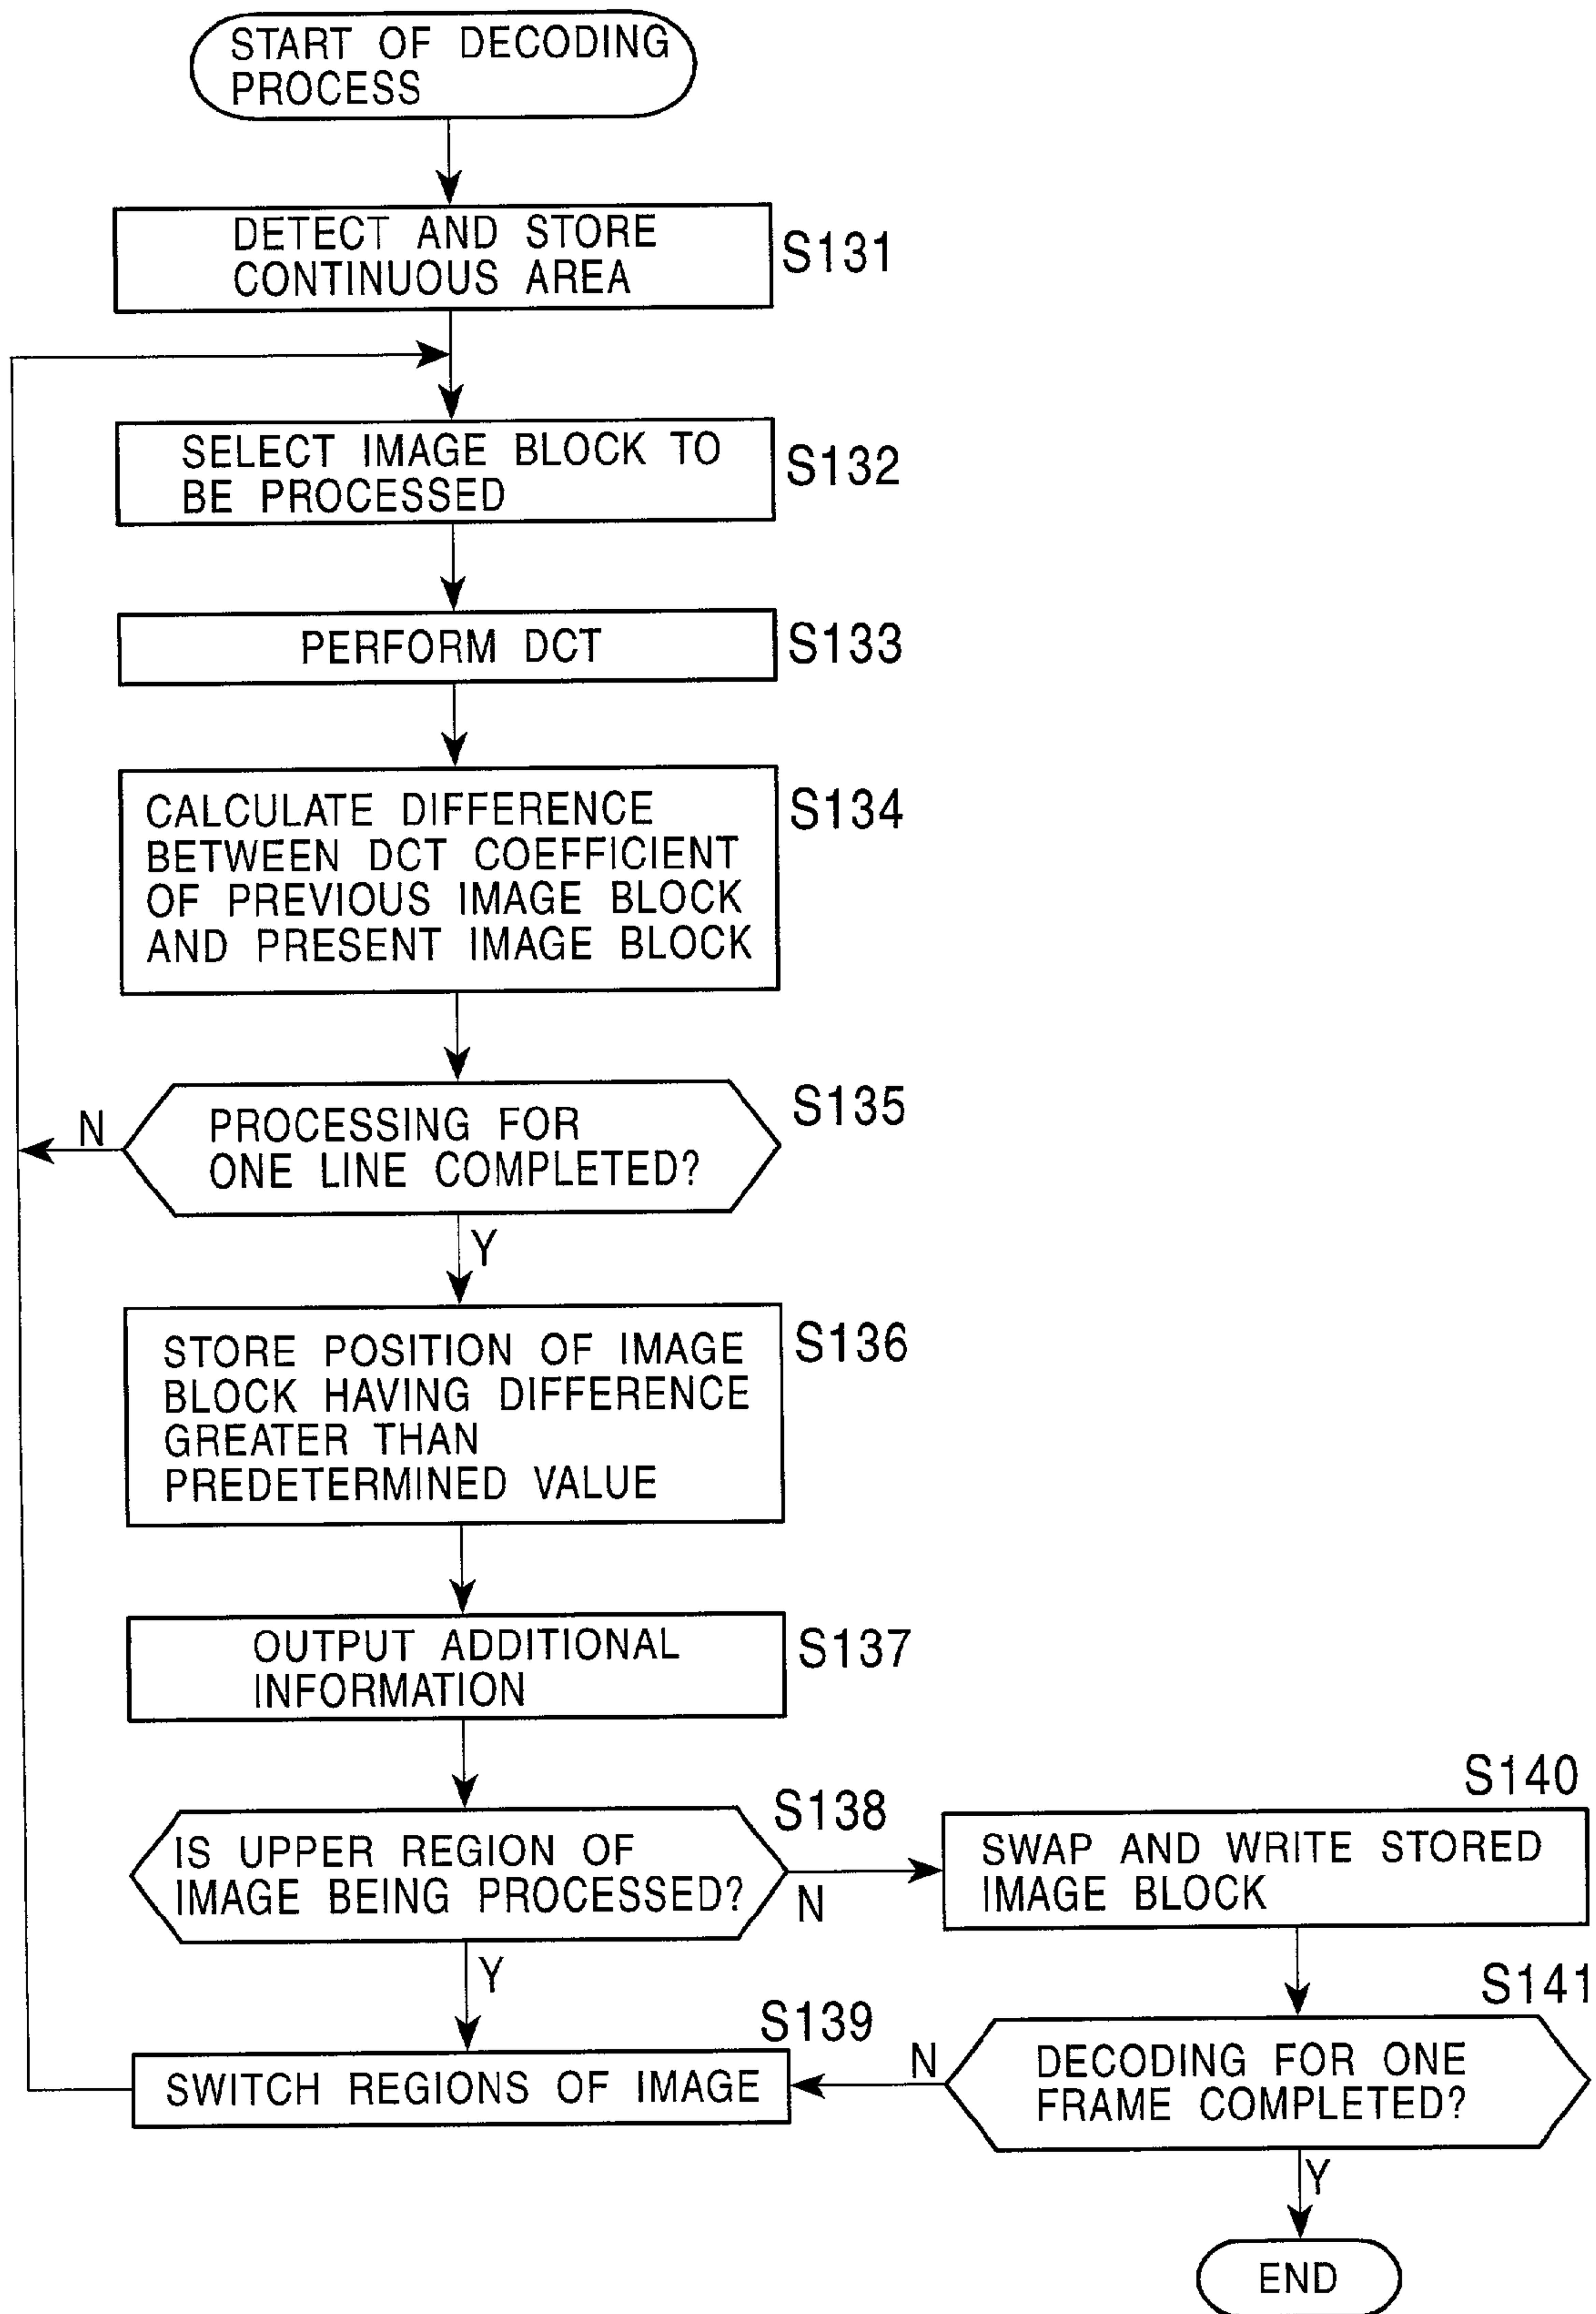 START OF DECODING
PROCESS
DETECT AND STORE
CONTINUOUS AREA
S131
SELECT IMAGE BLOCK TO
BE PROCESSED
S132
PERFORM DCT
S133
CALCULATE DIFFERENCE
BETWEEN DCT COEFFICIENT
OF PREVIOUS IMAGE BLOCK
AND PRESENT IMAGE BLOCK
S134
PROCESSING FOR
ONE LINE COMPLETED?
S135
N
Y
STORE POSITION OF IMAGE
BLOCK HAVING DIFFERENCE
GREATER THAN
PREDETERMINED VALUE
S136
OUTPUT ADDITIONAL
INFORMATION
S137
IS UPPER REGION OF
IMAGE BEING PROCESSED?
S138
N
Y
SWITCH REGIONS OF IMAGE
S139
SWAP AND WRITE STORED
IMAGE BLOCK
S140
DECODING FOR ONE
FRAME COMPLETED?
S141
N
Y
END